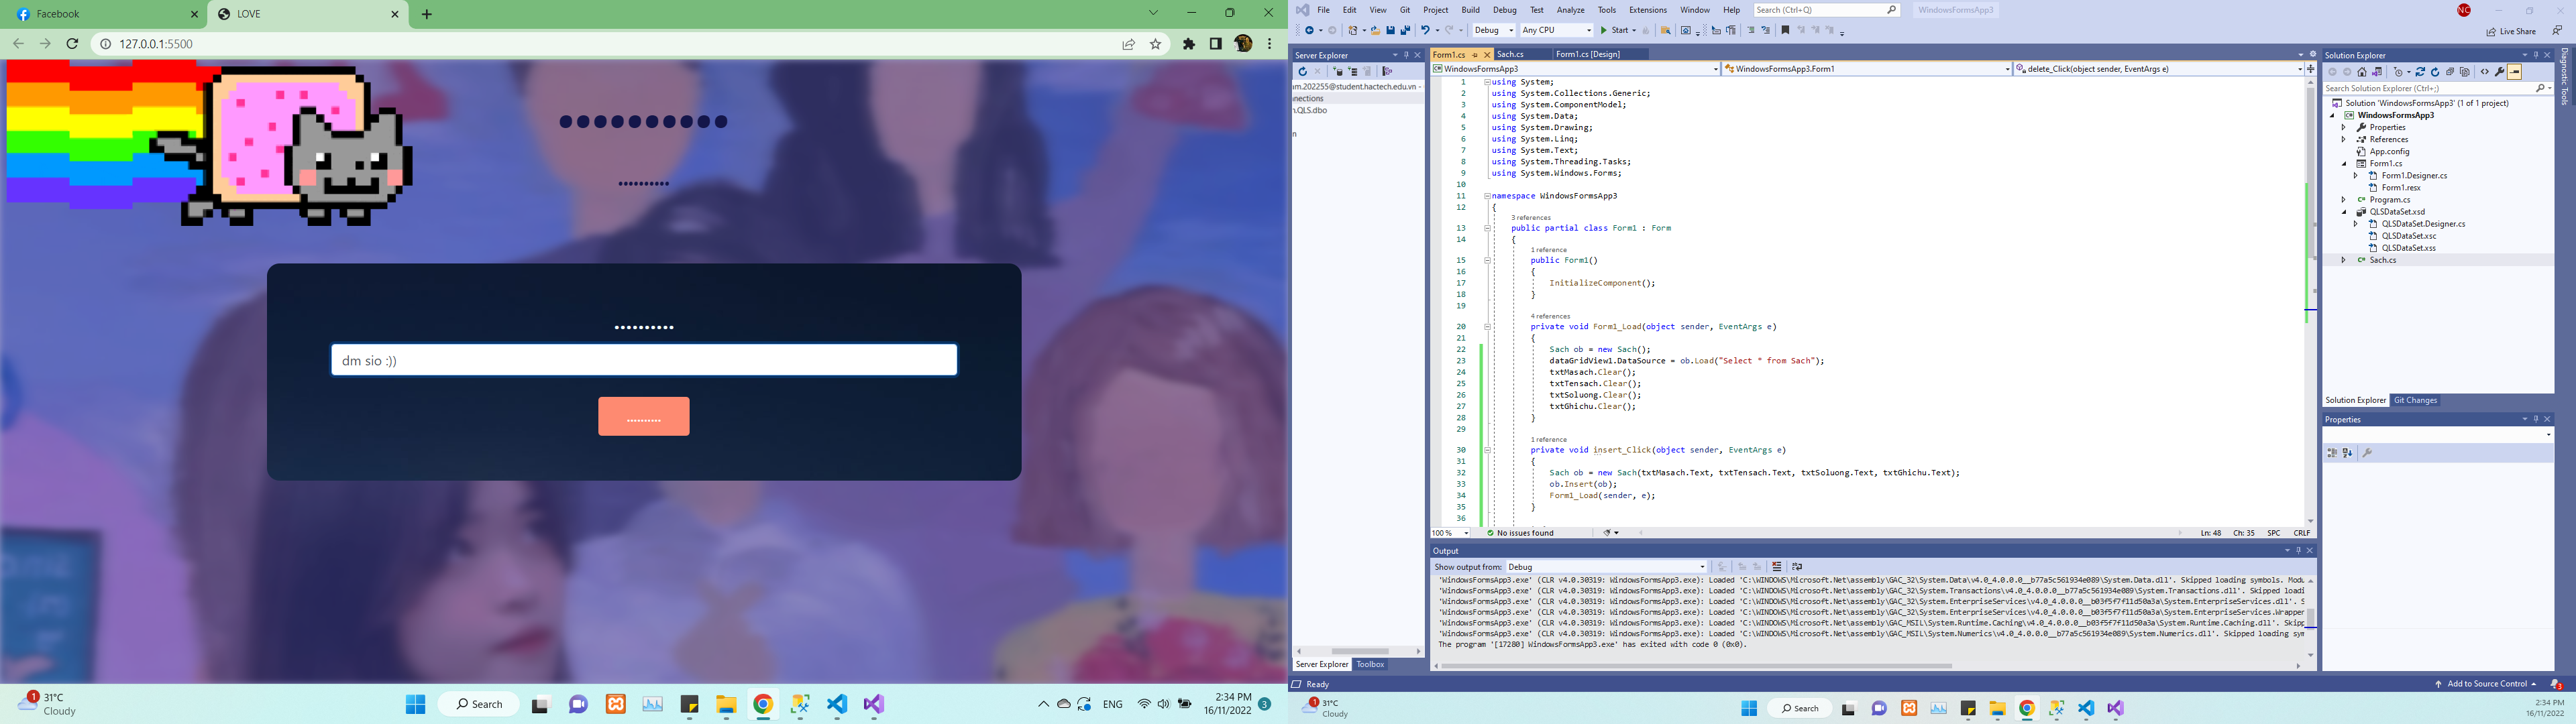 Facebook
LOVE
127.0.0.1:5500
••••••••••
••••••••••
••••••••••
dm sio :))
••••••••••
1
31°C
Cloudy
Search
ENG
2:34 PM
16/11/2022
3
File Edit View Git Project Build Debug Test Analyze Tools Extensions Window Help Search (Ctrl+Q) WindowsFormsApp3
NC
Debug Any CPU Start Live Share
Server Explorer
am.202255@student.hactech.edu.vn -
nnections
n.QLS.dbo
n
Server Explorer Toolbox
Form1.cs Sach.cs Form1.cs [Design]
WindowsFormsApp3 WindowsFormsApp3.Form1 delete_Click(object sender, EventArgs e)
1 using System;
2 using System.Collections.Generic;
3 using System.ComponentModel;
4 using System.Data;
5 using System.Drawing;
6 using System.Linq;
7 using System.Text;
8 using System.Threading.Tasks;
9 using System.Windows.Forms;
10
11 namespace WindowsFormsApp3
12 {
3 references
13 public partial class Form1 : Form
14 {
1 reference
15 public Form1()
16 {
17 InitializeComponent();
18 }
19
4 references
20 private void Form1_Load(object sender, EventArgs e)
21 {
22 Sach ob = new Sach();
23 dataGridView1.DataSource = ob.Load("Select * from Sach");
24 txtMasach.Clear();
25 txtTensach.Clear();
26 txtSoluong.Clear();
27 txtGhichu.Clear();
28 }
29
1 reference
30 private void insert_Click(object sender, EventArgs e)
31 {
32 Sach ob = new Sach(txtMasach.Text, txtTensach.Text, txtSoluong.Text, txtGhichu.Text);
33 ob.Insert(ob);
34 Form1_Load(sender, e);
35 }
36
100 % No issues found Ln: 48 Ch: 35 SPC CRLF
Output
Show output from: Debug
'WindowsFormsApp3.exe' (CLR v4.0.30319: WindowsFormsApp3.exe): Loaded 'C:\WINDOWS\Microsoft.Net\assembly\GAC_32\System.Data\v4.0_4.0.0.0__b77a5c561934e089\System.Data.dll'. Skipped loading symbols. Modu
'WindowsFormsApp3.exe' (CLR v4.0.30319: WindowsFormsApp3.exe): Loaded 'C:\WINDOWS\Microsoft.Net\assembly\GAC_32\System.Transactions\v4.0_4.0.0.0__b77a5c561934e089\System.Transactions.dll'. Skipped loadi
'WindowsFormsApp3.exe' (CLR v4.0.30319: WindowsFormsApp3.exe): Loaded 'C:\WINDOWS\Microsoft.Net\assembly\GAC_32\System.EnterpriseServices\v4.0_4.0.0.0__b03f5f7f11d50a3a\System.EnterpriseServices.dll'. S
'WindowsFormsApp3.exe' (CLR v4.0.30319: WindowsFormsApp3.exe): Loaded 'C:\WINDOWS\Microsoft.Net\assembly\GAC_32\System.EnterpriseServices\v4.0_4.0.0.0__b03f5f7f11d50a3a\System.EnterpriseServices.Wrapper
'WindowsFormsApp3.exe' (CLR v4.0.30319: WindowsFormsApp3.exe): Loaded 'C:\WINDOWS\Microsoft.Net\assembly\GAC_MSIL\System.Runtime.Caching\v4.0_4.0.0.0__b03f5f7f11d50a3a\System.Runtime.Caching.dll'. Skipp
'WindowsFormsApp3.exe' (CLR v4.0.30319: WindowsFormsApp3.exe): Loaded 'C:\WINDOWS\Microsoft.Net\assembly\GAC_MSIL\System.Numerics\v4.0_4.0.0.0__b77a5c561934e089\System.Numerics.dll'. Skipped loading sym
The program '[17280] WindowsFormsApp3.exe' has exited with code 0 (0x0).
Solution Explorer
Search Solution Explorer (Ctrl+;)
Solution 'WindowsFormsApp3' (1 of 1 project)
WindowsFormsApp3
Properties
References
App.config
Form1.cs
Form1.Designer.cs
Form1.resx
Program.cs
QLSDataSet.xsd
QLSDataSet.Designer.cs
QLSDataSet.xsc
QLSDataSet.xss
Sach.cs
Solution Explorer Git Changes
Properties
Diagnostic Tools
Ready Add to Source Control 3
1
31°C
Cloudy
Search
2:34 PM
16/11/2022